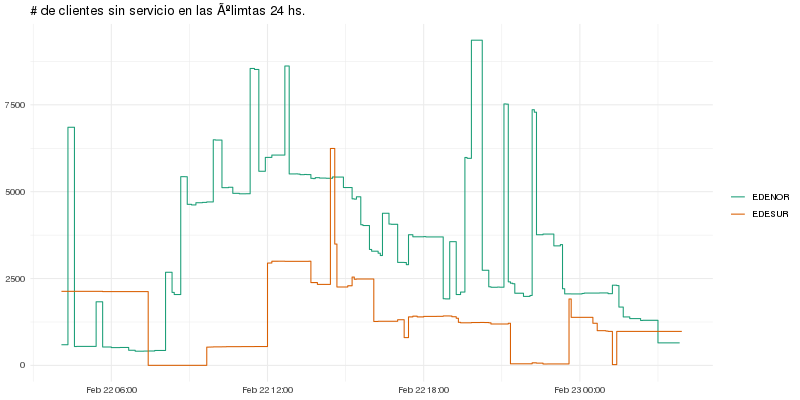 # de clientes sin servicio en las Ãºlimtas 24 hs.
7500
5000
2500
0
Feb 22 06:00
Feb 22 12:00
Feb 22 18:00
Feb 23 00:00
EDENOR
EDESUR